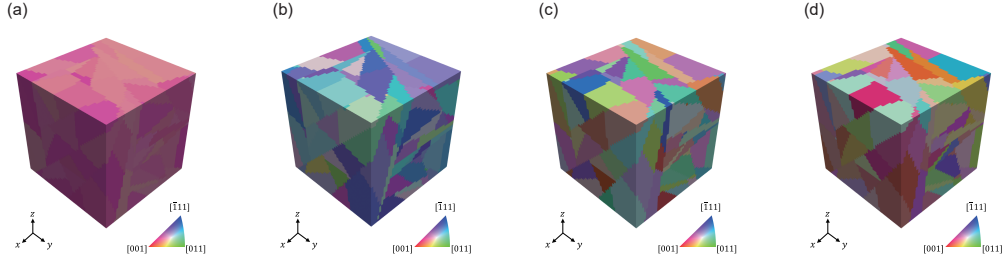 (a) (b) (c) (d)
[1̅11] [1̅11] [1̅11] [1̅11]
z z z z
x y [001] [011] x y [001] [011] x y [001] [011] x y [001] [011]